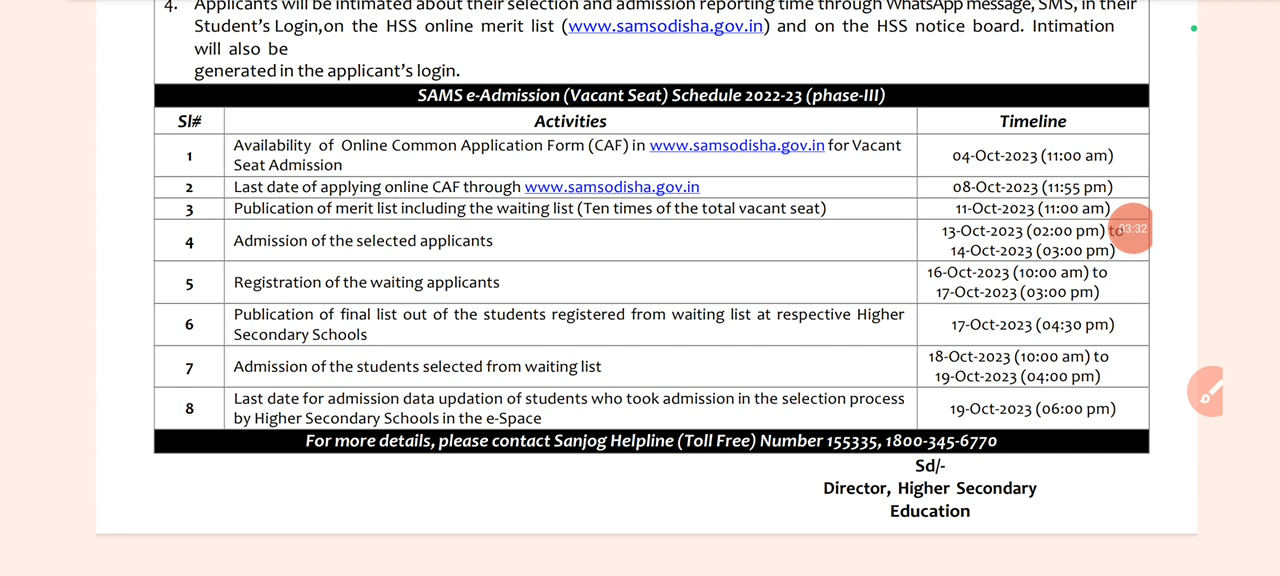 4. Applicants will be intimated about their selection and admission reporting time through WhatsApp message, SMS, in their
Student's Login,on the HSS online merit list (www.samsodisha.gov.in) and on the HSS notice board. Intimation
will also be
generated in the applicant's login.
SAMS e-Admission (Vacant Seat) Schedule 2022-23 (phase-III)
Sl# Activities Timeline
1 Availability of Online Common Application Form (CAF) in www.samsodisha.gov.in for Vacant
Seat Admission 04-Oct-2023 (11:00 am)
2 Last date of applying online CAF through www.samsodisha.gov.in 08-Oct-2023 (11:55 pm)
3 Publication of merit list including the waiting list (Ten times of the total vacant seat) 11-Oct-2023 (11:00 am)
4 Admission of the selected applicants 13-Oct-2023 (02:00 pm) to
14-Oct-2023 (03:00 pm)
03:32
5 Registration of the waiting applicants 16-Oct-2023 (10:00 am) to
17-Oct-2023 (03:00 pm)
6 Publication of final list out of the students registered from waiting list at respective Higher
Secondary Schools 17-Oct-2023 (04:30 pm)
7 Admission of the students selected from waiting list 18-Oct-2023 (10:00 am) to
19-Oct-2023 (04:00 pm)
8 Last date for admission data updation of students who took admission in the selection process
by Higher Secondary Schools in the e-Space 19-Oct-2023 (06:00 pm)
For more details, please contact Sanjog Helpline (Toll Free) Number 155335, 1800-345-6770
Sd/-
Director, Higher Secondary
Education